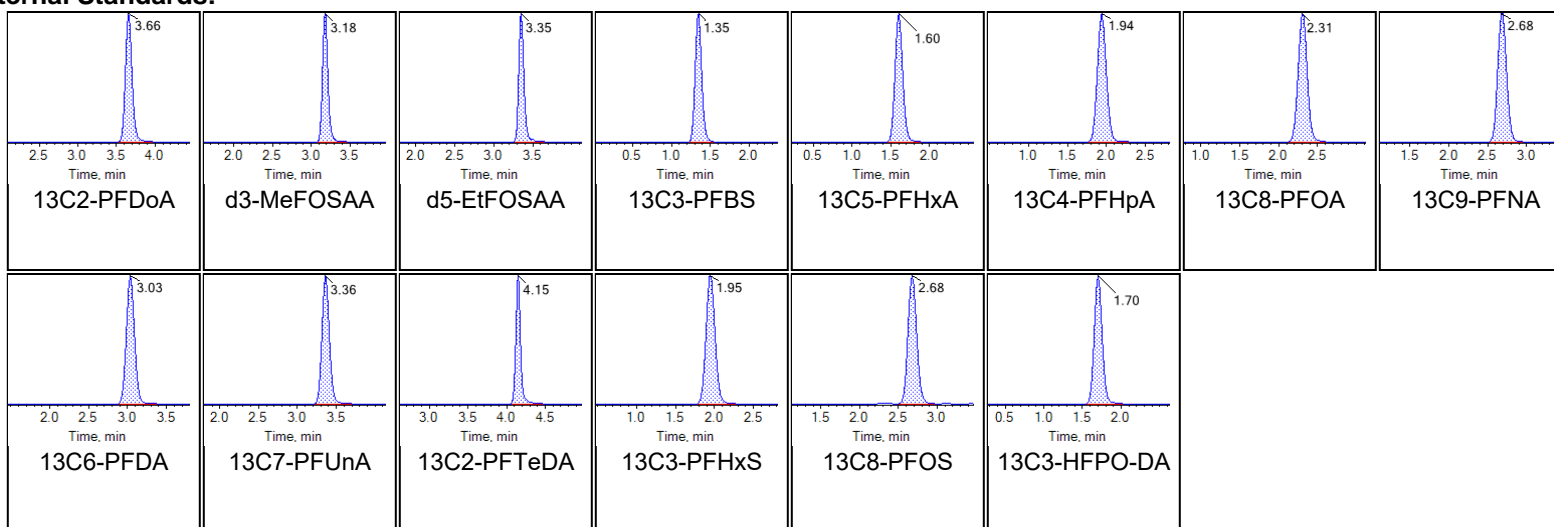 ternal Standards:
3.66 3.18 3.35 1.35 1.60 1.94 2.31 2.68
2.5 3.0 3.5 4.0 2.0 2.5 3.0 3.5 2.0 2.5 3.0 3.5 0.5 1.0 1.5 2.0 0.5 1.0 1.5 2.0 1.0 1.5 2.0 2.5 1.0 1.5 2.0 2.5 1.5 2.0 2.5 3.0
Time, min Time, min Time, min Time, min Time, min Time, min Time, min Time, min
13C2-PFDoA d3-MeFOSAA d5-EtFOSAA 13C3-PFBS 13C5-PFHxA 13C4-PFHpA 13C8-PFOA 13C9-PFNA
3.03 3.36 4.15 1.95 2.68 1.70
2.0 2.5 3.0 3.5 2.0 2.5 3.0 3.5 3.0 3.5 4.0 4.5 1.0 1.5 2.0 2.5 1.5 2.0 2.5 3.0 0.5 1.0 1.5 2.0
Time, min Time, min Time, min Time, min Time, min Time, min
13C6-PFDA 13C7-PFUnA 13C2-PFTeDA 13C3-PFHxS 13C8-PFOS 13C3-HFPO-DA